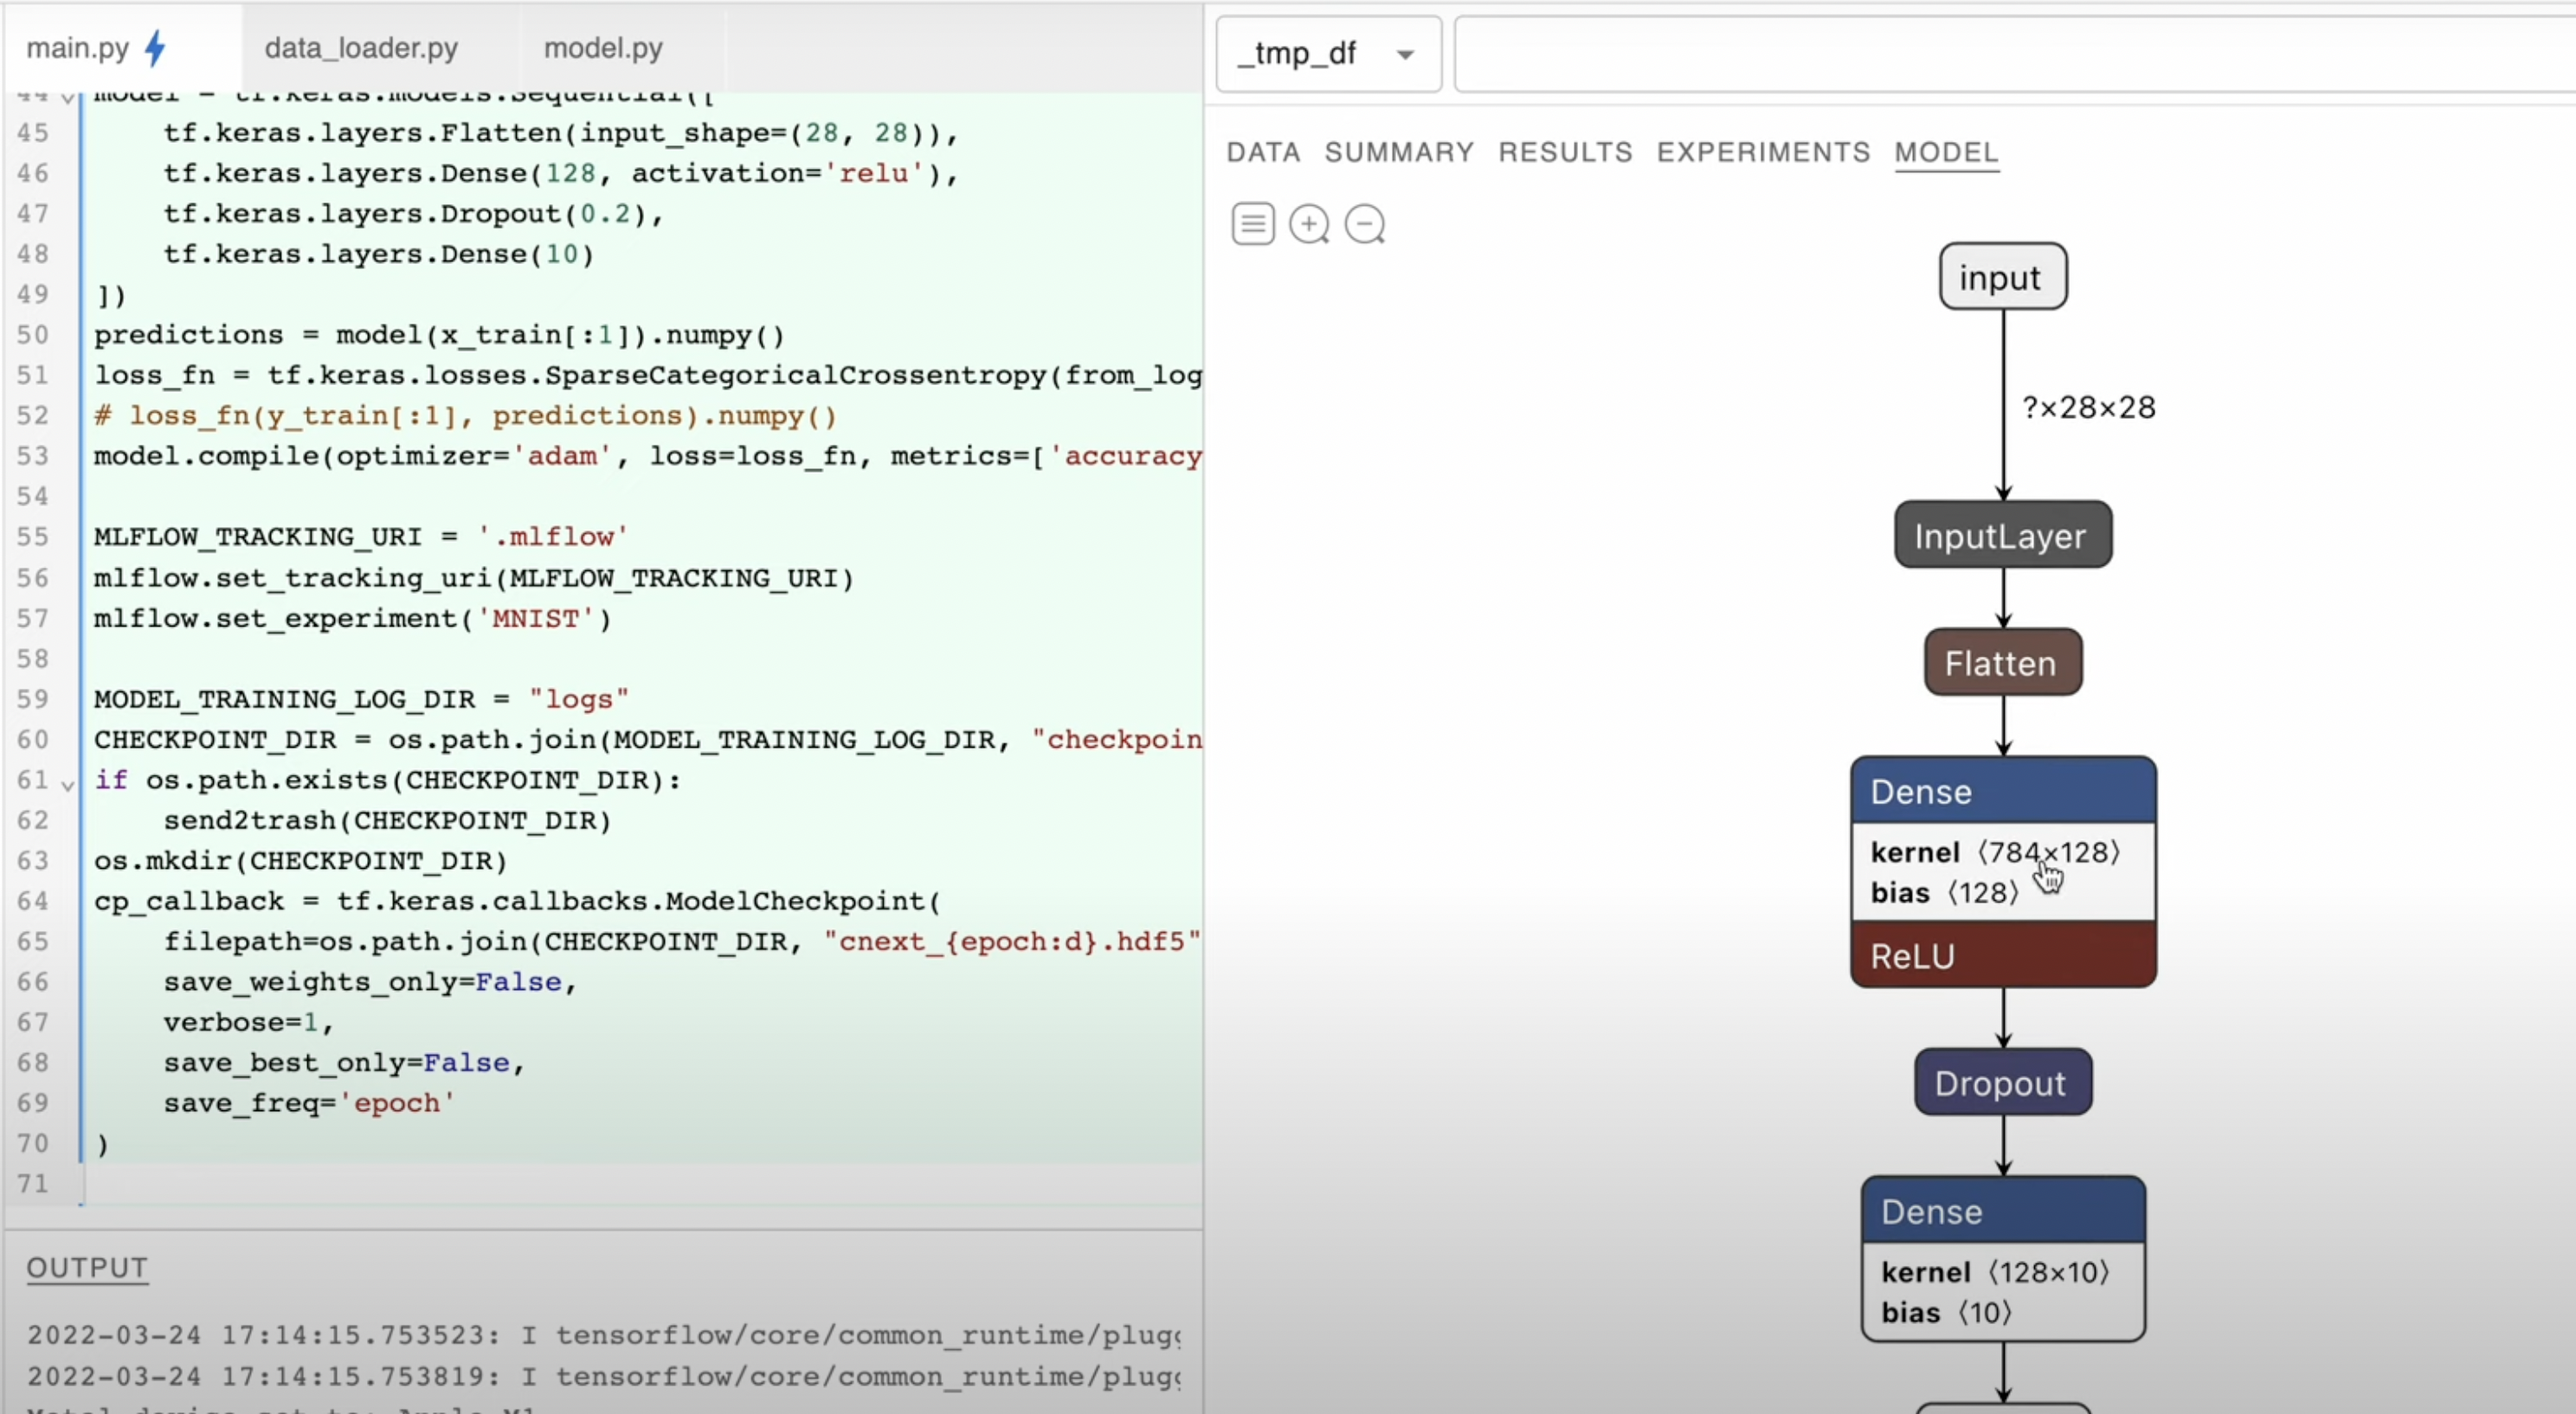 main.py
data_loader.py
model.py
44 model = tf.keras.models.Sequential([
45 tf.keras.layers.Flatten(input_shape=(28, 28)),
46 tf.keras.layers.Dense(128, activation='relu'),
47 tf.keras.layers.Dropout(0.2),
48 tf.keras.layers.Dense(10)
49 ])
50 predictions = model(x_train[:1]).numpy()
51 loss_fn = tf.keras.losses.SparseCategoricalCrossentropy(from_log
52 # loss_fn(y_train[:1], predictions).numpy()
53 model.compile(optimizer='adam', loss=loss_fn, metrics=['accuracy
54
55 MLFLOW_TRACKING_URI = '.mlflow'
56 mlflow.set_tracking_uri(MLFLOW_TRACKING_URI)
57 mlflow.set_experiment('MNIST')
58
59 MODEL_TRAINING_LOG_DIR = "logs"
60 CHECKPOINT_DIR = os.path.join(MODEL_TRAINING_LOG_DIR, "checkpoin
61 if os.path.exists(CHECKPOINT_DIR):
62 send2trash(CHECKPOINT_DIR)
63 os.mkdir(CHECKPOINT_DIR)
64 cp_callback = tf.keras.callbacks.ModelCheckpoint(
65 filepath=os.path.join(CHECKPOINT_DIR, "cnext_{epoch:d}.hdf5"
66 save_weights_only=False,
67 verbose=1,
68 save_best_only=False,
69 save_freq='epoch'
70 )
71
OUTPUT
2022-03-24 17:14:15.753523: I tensorflow/core/common_runtime/plugg
2022-03-24 17:14:15.753819: I tensorflow/core/common_runtime/plugg
Metal device set to: Apple M1
_tmp_df
DATA SUMMARY RESULTS EXPERIMENTS MODEL
input
?×28×28
InputLayer
Flatten
Dense
kernel ⟨784×128⟩
bias ⟨128⟩
ReLU
Dropout
Dense
kernel ⟨128×10⟩
bias ⟨10⟩